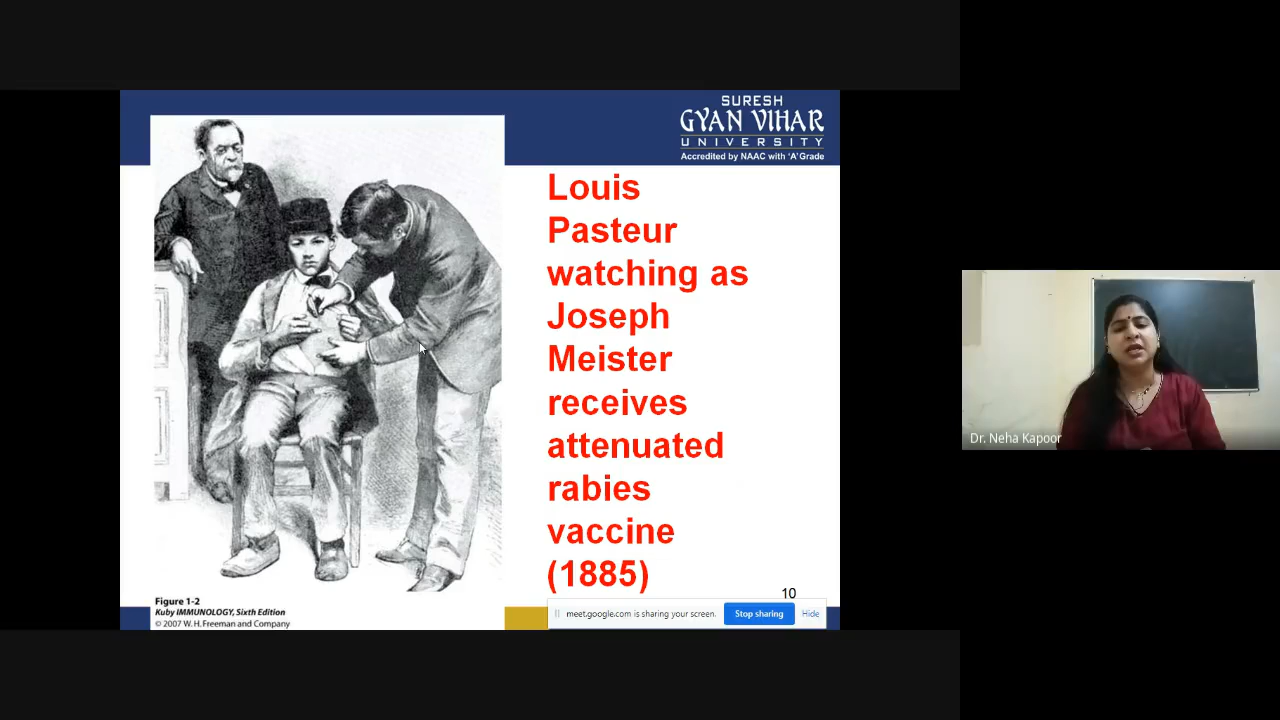 SURESH
GYAN VIHAR
UNIVERSITY
Accredited by NAAC with 'A' Grade
Louis
Pasteur
watching as
Joseph
Meister
receives
attenuated
rabies
vaccine
(1885)
10
Figure 1-2
Kuby IMMUNOLOGY, Sixth Edition
© 2007 W. H. Freeman and Company
meet.google.com is sharing your screen.
Stop sharing
Hide
Dr. Neha Kapoor